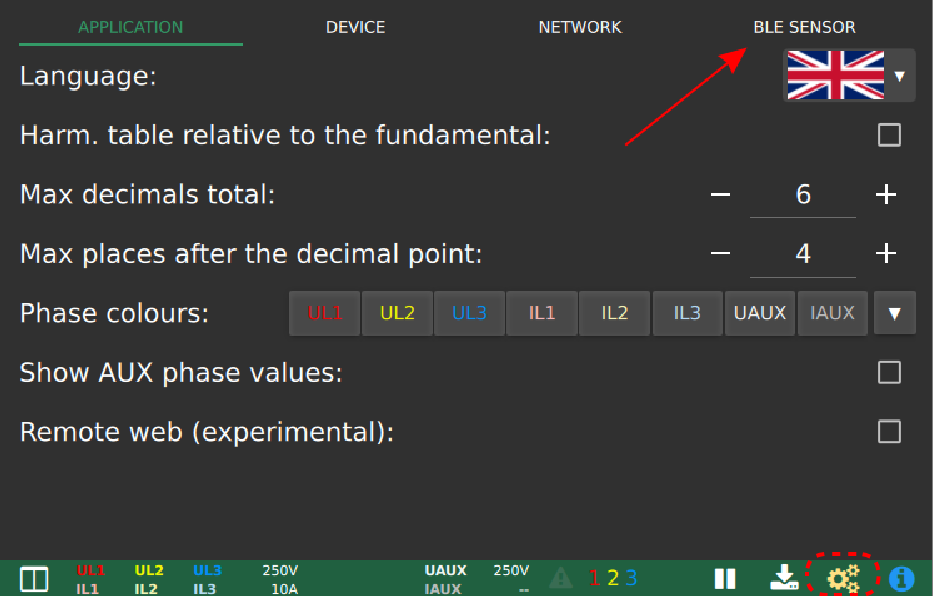 APPLICATION DEVICE NETWORK BLE SENSOR
Language:
Harm. table relative to the fundamental:
Max decimals total: − 6 +
Max places after the decimal point: − 4 +
Phase colours: UL1 UL2 UL3 IL1 IL2 IL3 UAUX IAUX
Show AUX phase values:
Remote web (experimental):
UL1 UL2 UL3 250V UAUX 250V 1 2 3
IL1 IL2 IL3 10A IAUX --